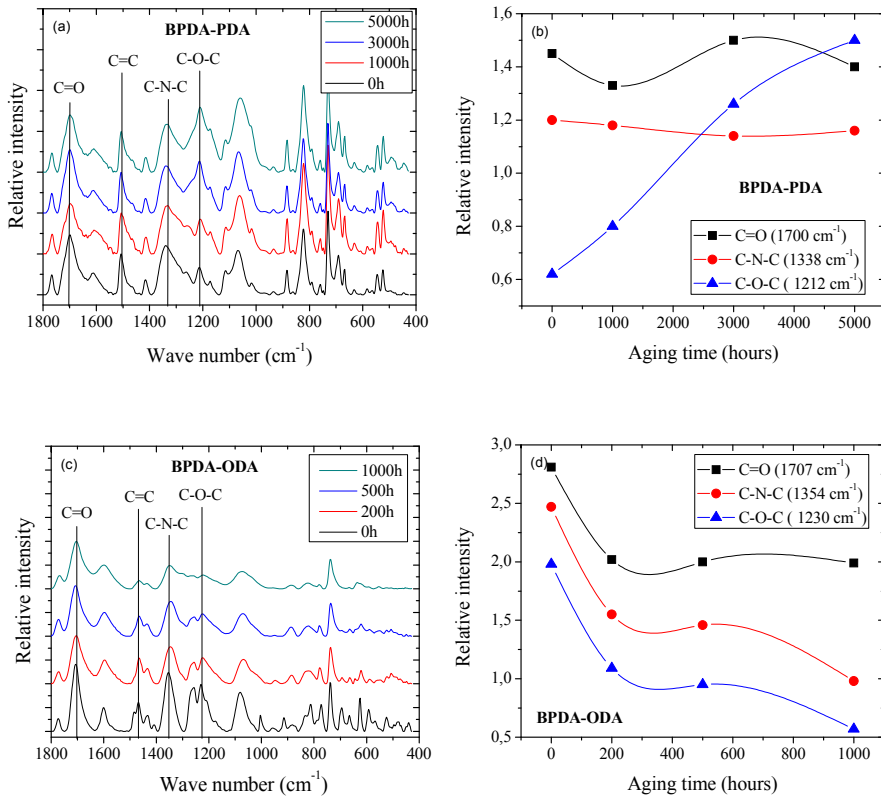 (a)
BPDA-PDA
5000h
3000h
1000h
0h
C=O
C=C
C-N-C
C-O-C
Relative intensity
1800 1600 1400 1200 1000 800 600 400
Wave number (cm⁻¹)
(b)
1,6
1,4
1,2
1,0
0,8
0,6
Relative intensity
BPDA-PDA
C=O (1700 cm⁻¹)
C-N-C (1338 cm⁻¹)
C-O-C ( 1212 cm⁻¹)
0 1000 2000 3000 4000 5000
Aging time (hours)
(c)
BPDA-ODA
1000h
500h
200h
0h
C=O
C=C
C-N-C
C-O-C
Relative intensity
1800 1600 1400 1200 1000 800 600 400
Wave number (cm⁻¹)
(d)
3,0
2,5
2,0
1,5
1,0
0,5
Relative intensity
C=O (1707 cm⁻¹)
C-N-C (1354 cm⁻¹)
C-O-C ( 1230 cm⁻¹)
BPDA-ODA
0 200 400 600 800 1000
Aging time (hours)